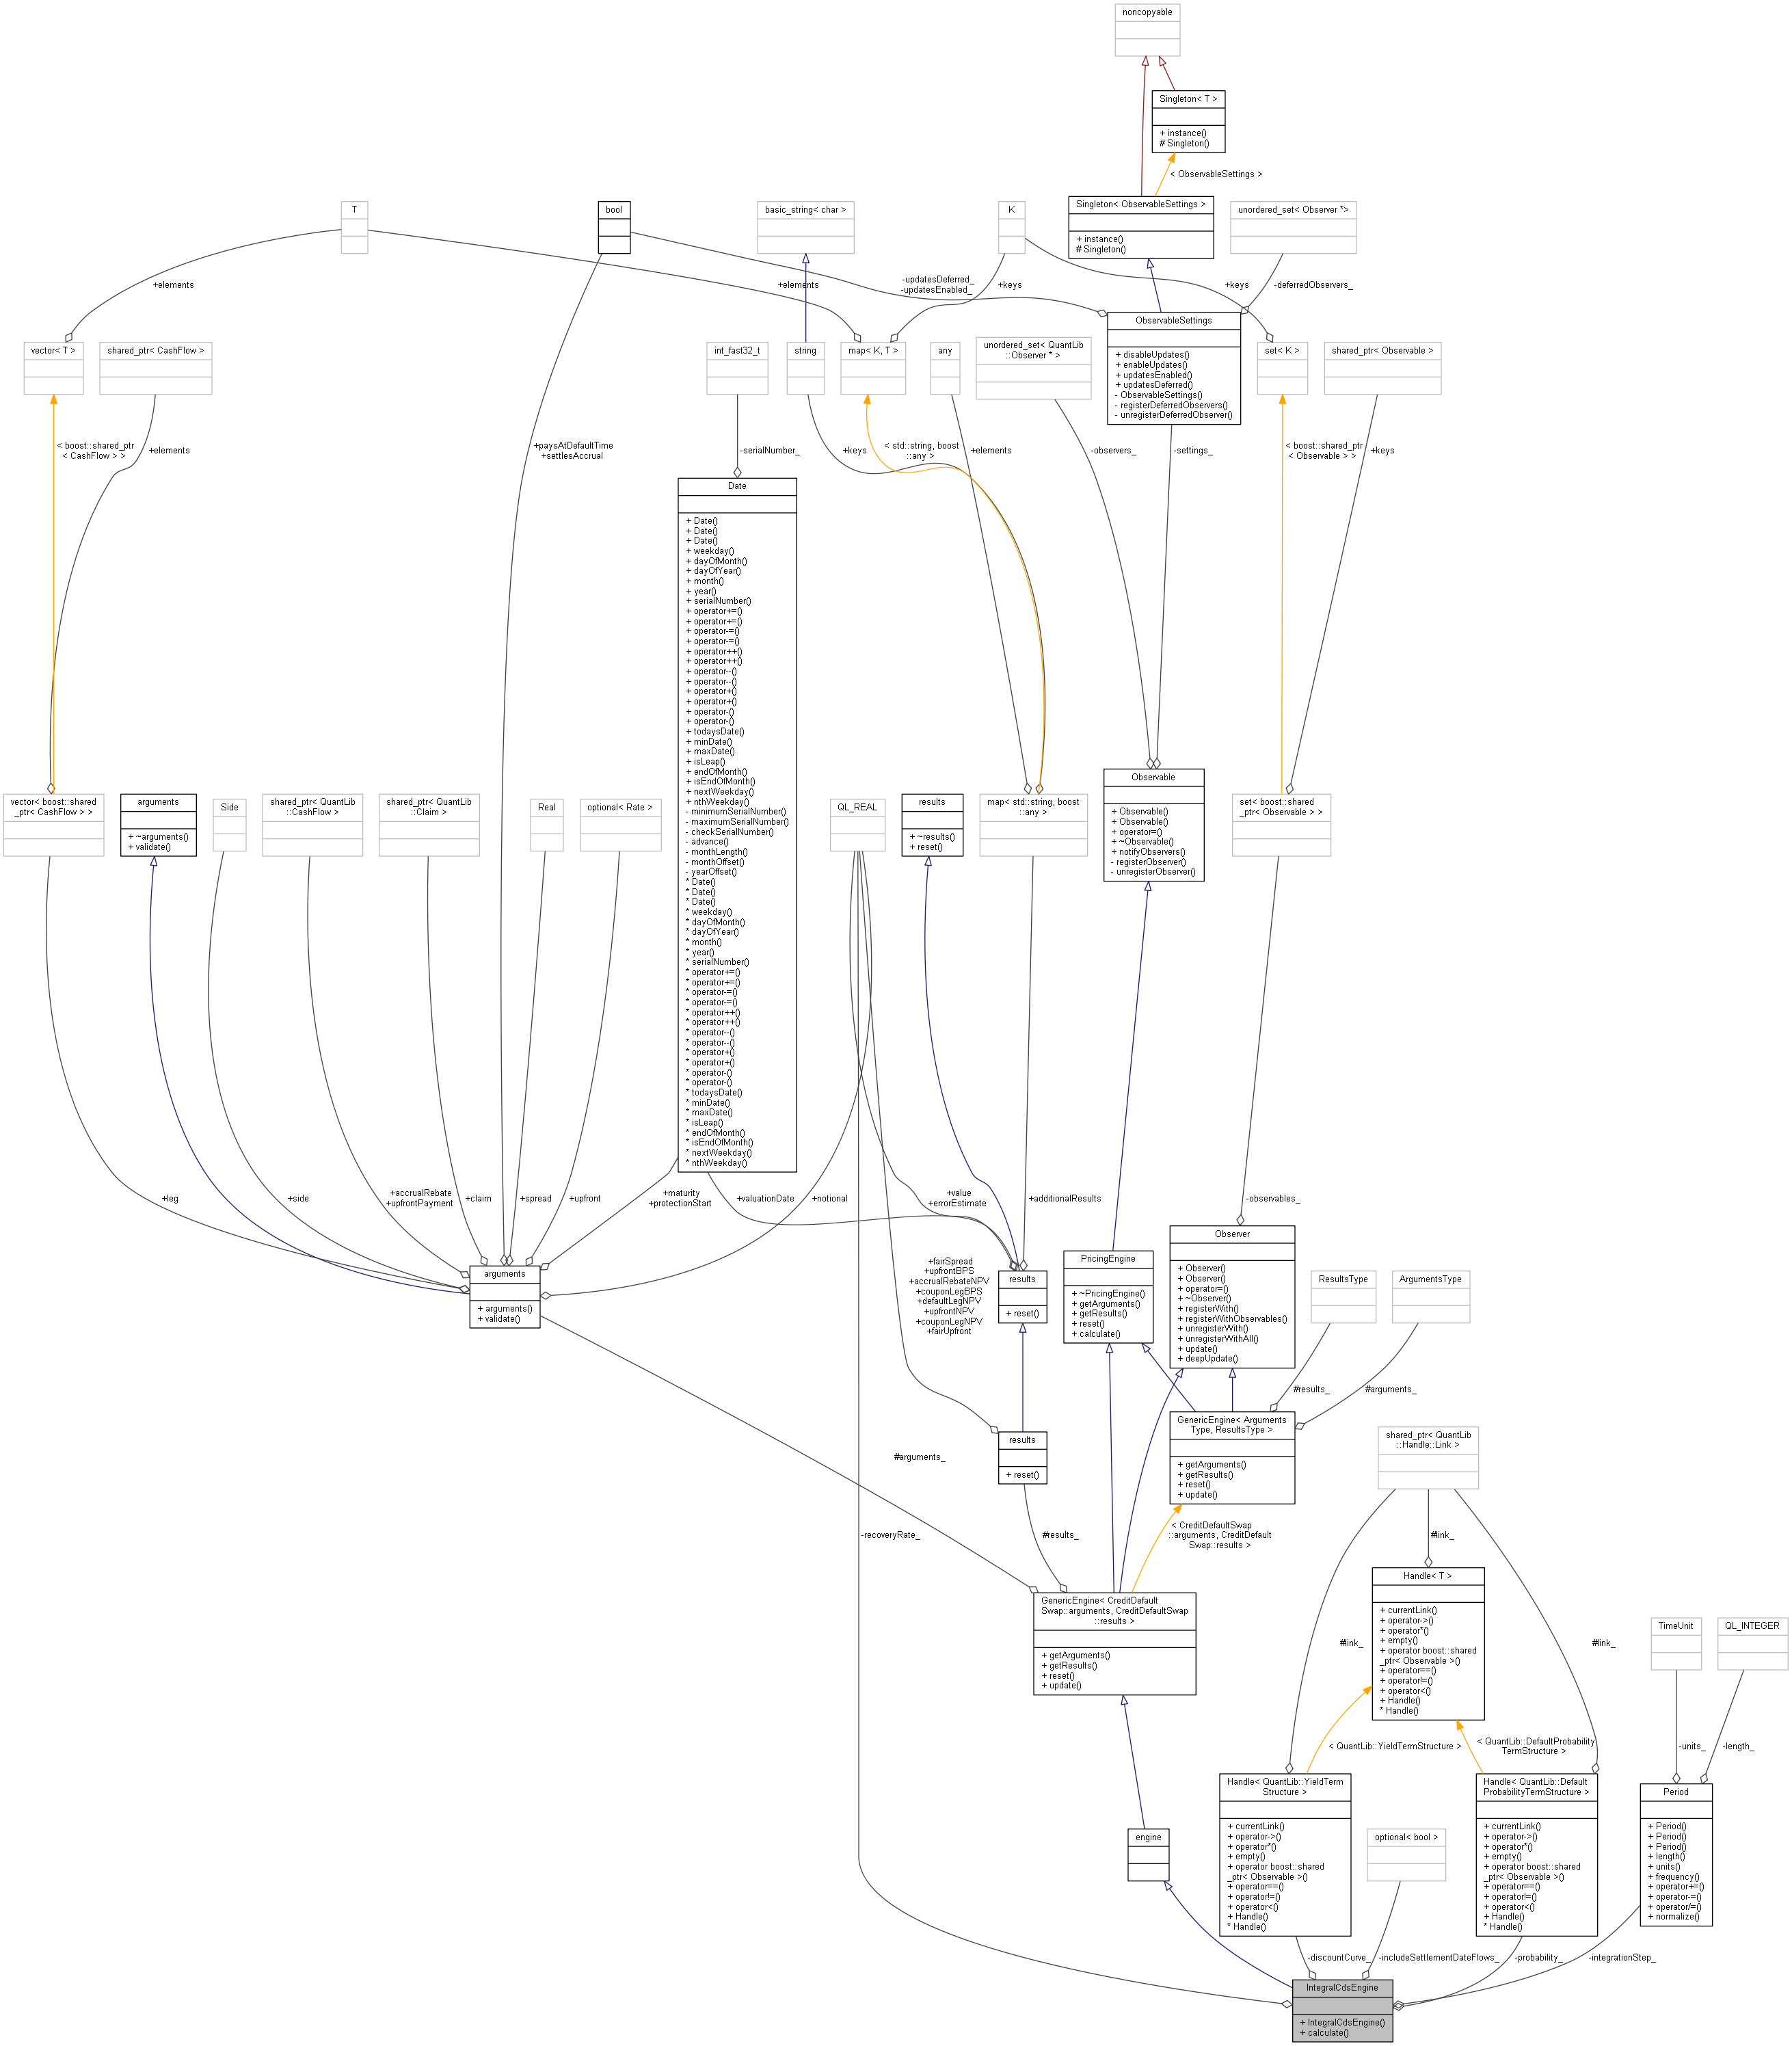 noncopyable
Singleton< T >
+ instance()
# Singleton()
< ObservableSettings >
T
bool
basic_string< char >
K
Singleton< ObservableSettings >
+ instance()
# Singleton()
unordered_set< Observer *>
+elements
-updatesDeferred_
-updatesEnabled_
+elements
+keys
+keys
-deferredObservers_
vector< T >
shared_ptr< CashFlow >
int_fast32_t
string
map< K, T >
any
unordered_set< QuantLib
::Observer * >
ObservableSettings
+ disableUpdates()
+ enableUpdates()
+ updatesEnabled()
+ updatesDeferred()
- ObservableSettings()
- registerDeferredObservers()
- unregisterDeferredObserver()
set< K >
shared_ptr< Observable >
< boost::shared_ptr
< CashFlow > >
+elements
+paysAtDefaultTime
+settlesAccrual
-serialNumber_
+keys
< std::string, boost
::any >
+elements
-observers_
-settings_
< boost::shared_ptr
< Observable > >
+keys
Date
+ Date()
+ Date()
+ Date()
+ weekday()
+ dayOfMonth()
+ dayOfYear()
+ month()
+ year()
+ serialNumber()
+ operator+=()
+ operator+=()
+ operator-=()
+ operator-=()
+ operator++()
+ operator++()
+ operator--()
+ operator--()
+ operator+()
+ operator+()
+ operator-()
+ operator-()
+ todaysDate()
+ minDate()
+ maxDate()
+ isLeap()
+ endOfMonth()
+ isEndOfMonth()
+ nextWeekday()
+ nthWeekday()
- minimumSerialNumber()
- maximumSerialNumber()
- checkSerialNumber()
- advance()
- monthLength()
- monthOffset()
- yearOffset()
* Date()
* Date()
* Date()
* weekday()
* dayOfMonth()
* dayOfYear()
* month()
* year()
* serialNumber()
* operator+=()
* operator+=()
* operator-=()
* operator-=()
* operator++()
* operator++()
* operator--()
* operator--()
* operator+()
* operator+()
* operator-()
* operator-()
* todaysDate()
* minDate()
* maxDate()
* isLeap()
* endOfMonth()
* isEndOfMonth()
* nextWeekday()
* nthWeekday()
vector< boost::shared
_ptr< CashFlow > >
arguments
+ ~arguments()
+ validate()
Side
shared_ptr< QuantLib
::CashFlow >
shared_ptr< QuantLib
::Claim >
Real
optional< Rate >
QL_REAL
results
+ ~results()
+ reset()
map< std::string, boost
::any >
Observable
+ Observable()
+ Observable()
+ operator=()
+ ~Observable()
+ notifyObservers()
- registerObserver()
- unregisterObserver()
set< boost::shared
_ptr< Observable > >
+leg
+side
+accrualRebate
+upfrontPayment
+claim
+spread
+upfront
+maturity
+protectionStart
+valuationDate
+notional
+value
+errorEstimate
+additionalResults
-observables_
arguments
+ arguments()
+ validate()
+fairSpread
+upfrontBPS
+accrualRebateNPV
+couponLegBPS
+defaultLegNPV
+upfrontNPV
+couponLegNPV
+fairUpfront
results
+ reset()
PricingEngine
+ ~PricingEngine()
+ getArguments()
+ getResults()
+ reset()
+ calculate()
Observer
+ Observer()
+ Observer()
+ operator=()
+ ~Observer()
+ registerWith()
+ registerWithObservables()
+ unregisterWith()
+ unregisterWithAll()
+ update()
+ deepUpdate()
ResultsType
ArgumentsType
#results_
#arguments_
results
+ reset()
GenericEngine< Arguments
Type, ResultsType >
+ getArguments()
+ getResults()
+ reset()
+ update()
shared_ptr< QuantLib
::Handle::Link >
#arguments_
-recoveryRate_
#results_
< CreditDefaultSwap
::arguments, CreditDefault
Swap::results >
#link_
GenericEngine< CreditDefault
Swap::arguments, CreditDefaultSwap
::results >
+ getArguments()
+ getResults()
+ reset()
+ update()
Handle< T >
+ currentLink()
+ operator->()
+ operator*()
+ empty()
+ operator boost::shared
_ptr< Observable >()
+ operator==()
+ operator!=()
+ operator<()
+ Handle()
* Handle()
#link_
#link_
TimeUnit
QL_INTEGER
< QuantLib::YieldTermStructure >
< QuantLib::DefaultProbability
TermStructure >
-units_
-length_
engine
Handle< QuantLib::YieldTerm
Structure >
+ currentLink()
+ operator->()
+ operator*()
+ empty()
+ operator boost::shared
_ptr< Observable >()
+ operator==()
+ operator!=()
+ operator<()
+ Handle()
* Handle()
optional< bool >
Handle< QuantLib::Default
ProbabilityTermStructure >
+ currentLink()
+ operator->()
+ operator*()
+ empty()
+ operator boost::shared
_ptr< Observable >()
+ operator==()
+ operator!=()
+ operator<()
+ Handle()
* Handle()
Period
+ Period()
+ Period()
+ Period()
+ length()
+ units()
+ frequency()
+ operator+=()
+ operator-=()
+ operator/=()
+ normalize()
-discountCurve_
-includeSettlementDateFlows_
-probability_
-integrationStep_
IntegralCdsEngine
+ IntegralCdsEngine()
+ calculate()